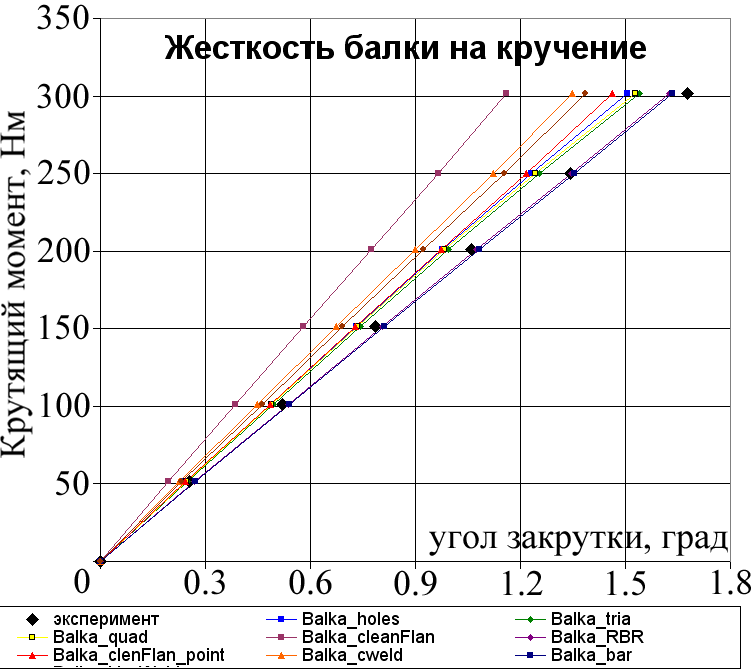 Жесткость балки на кручение
Крутящий момент, Нм
350
300
250
200
150
100
50
0
0.3
0.6
0.9
1.2
1.5
1.8
угол закрутки, град
эксперимент
Balka_holes
Balka_tria
Balka_quad
Balka_cleanFlan
Balka_RBR
Balka_clenFlan_point
Balka_cweld
Balka_bar